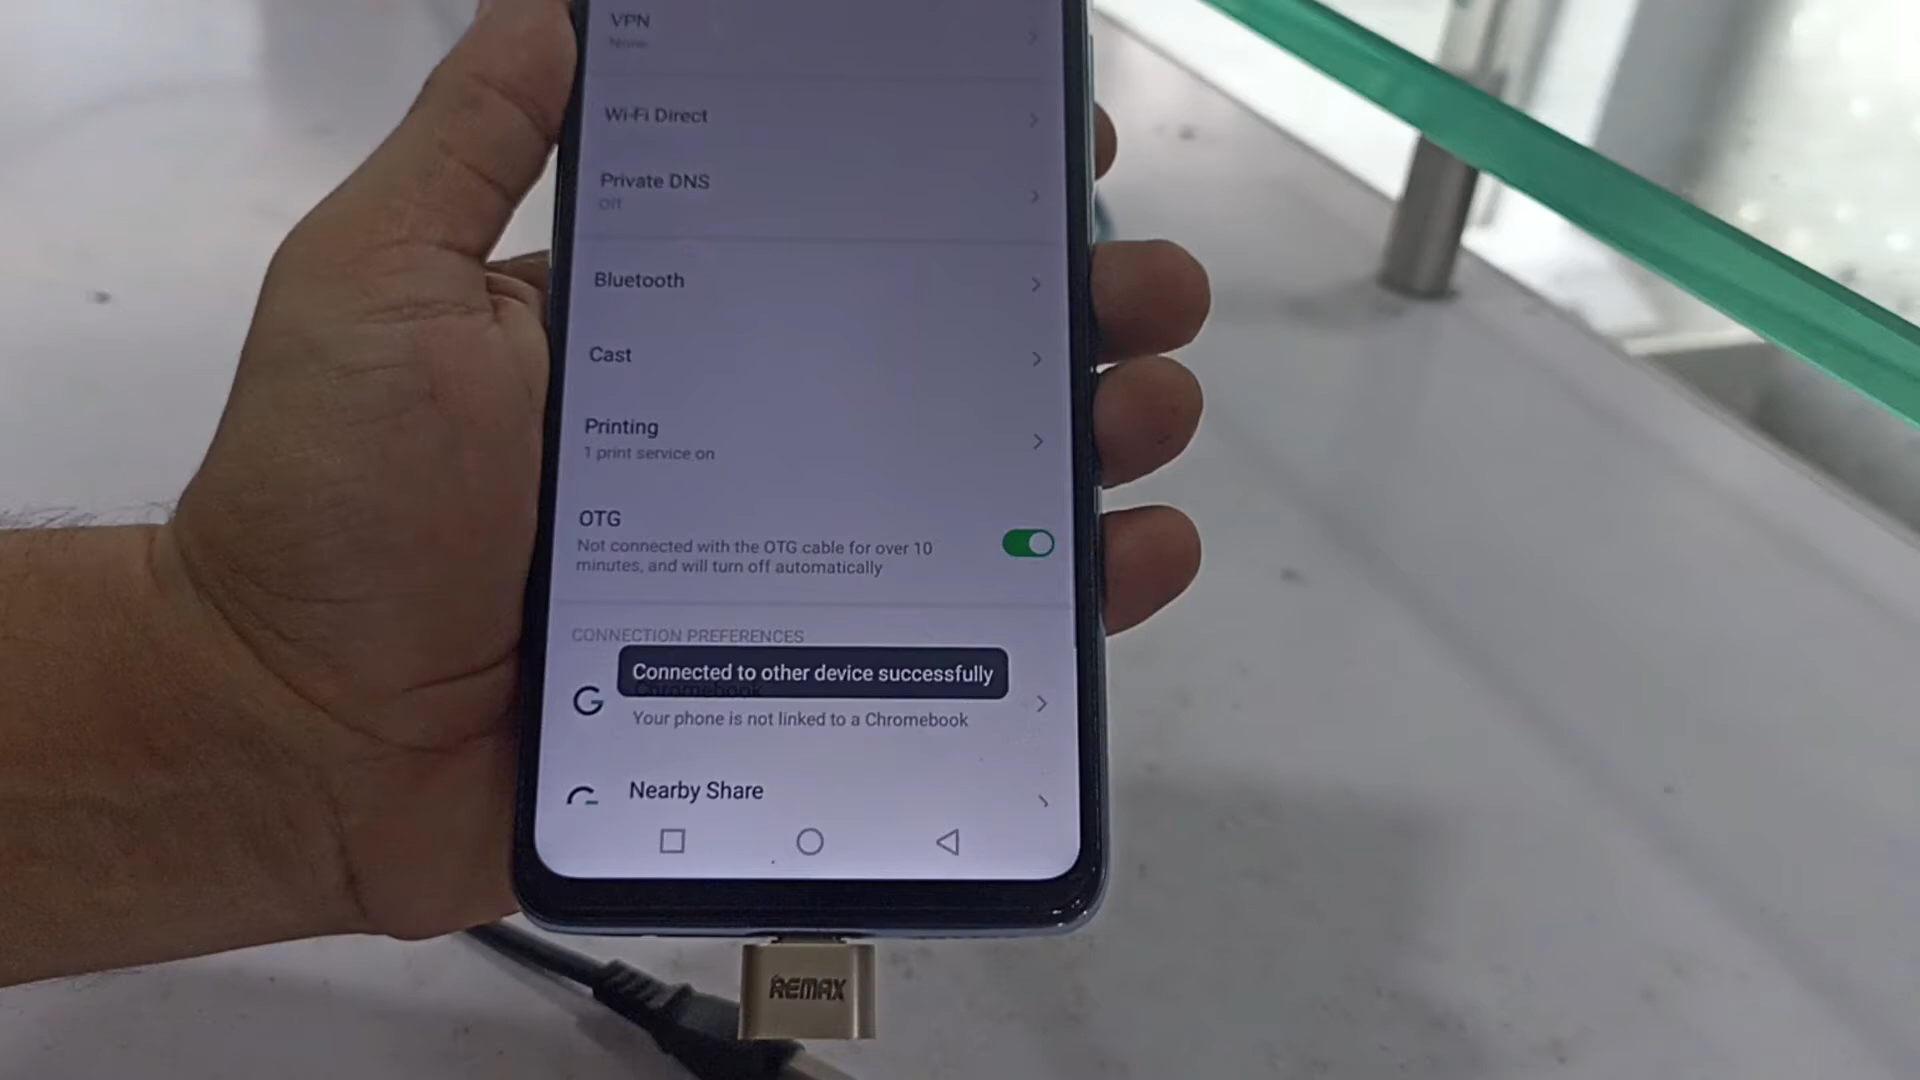 VPN
None
Wi-Fi Direct
Private DNS
Off
Bluetooth
Cast
Printing
1 print service on
OTG
Not connected with the OTG cable for over 10
minutes, and will turn off automatically
CONNECTION PREFERENCES
Connected to other device successfully
Chromebook
Your phone is not linked to a Chromebook
Nearby Share
REMAX